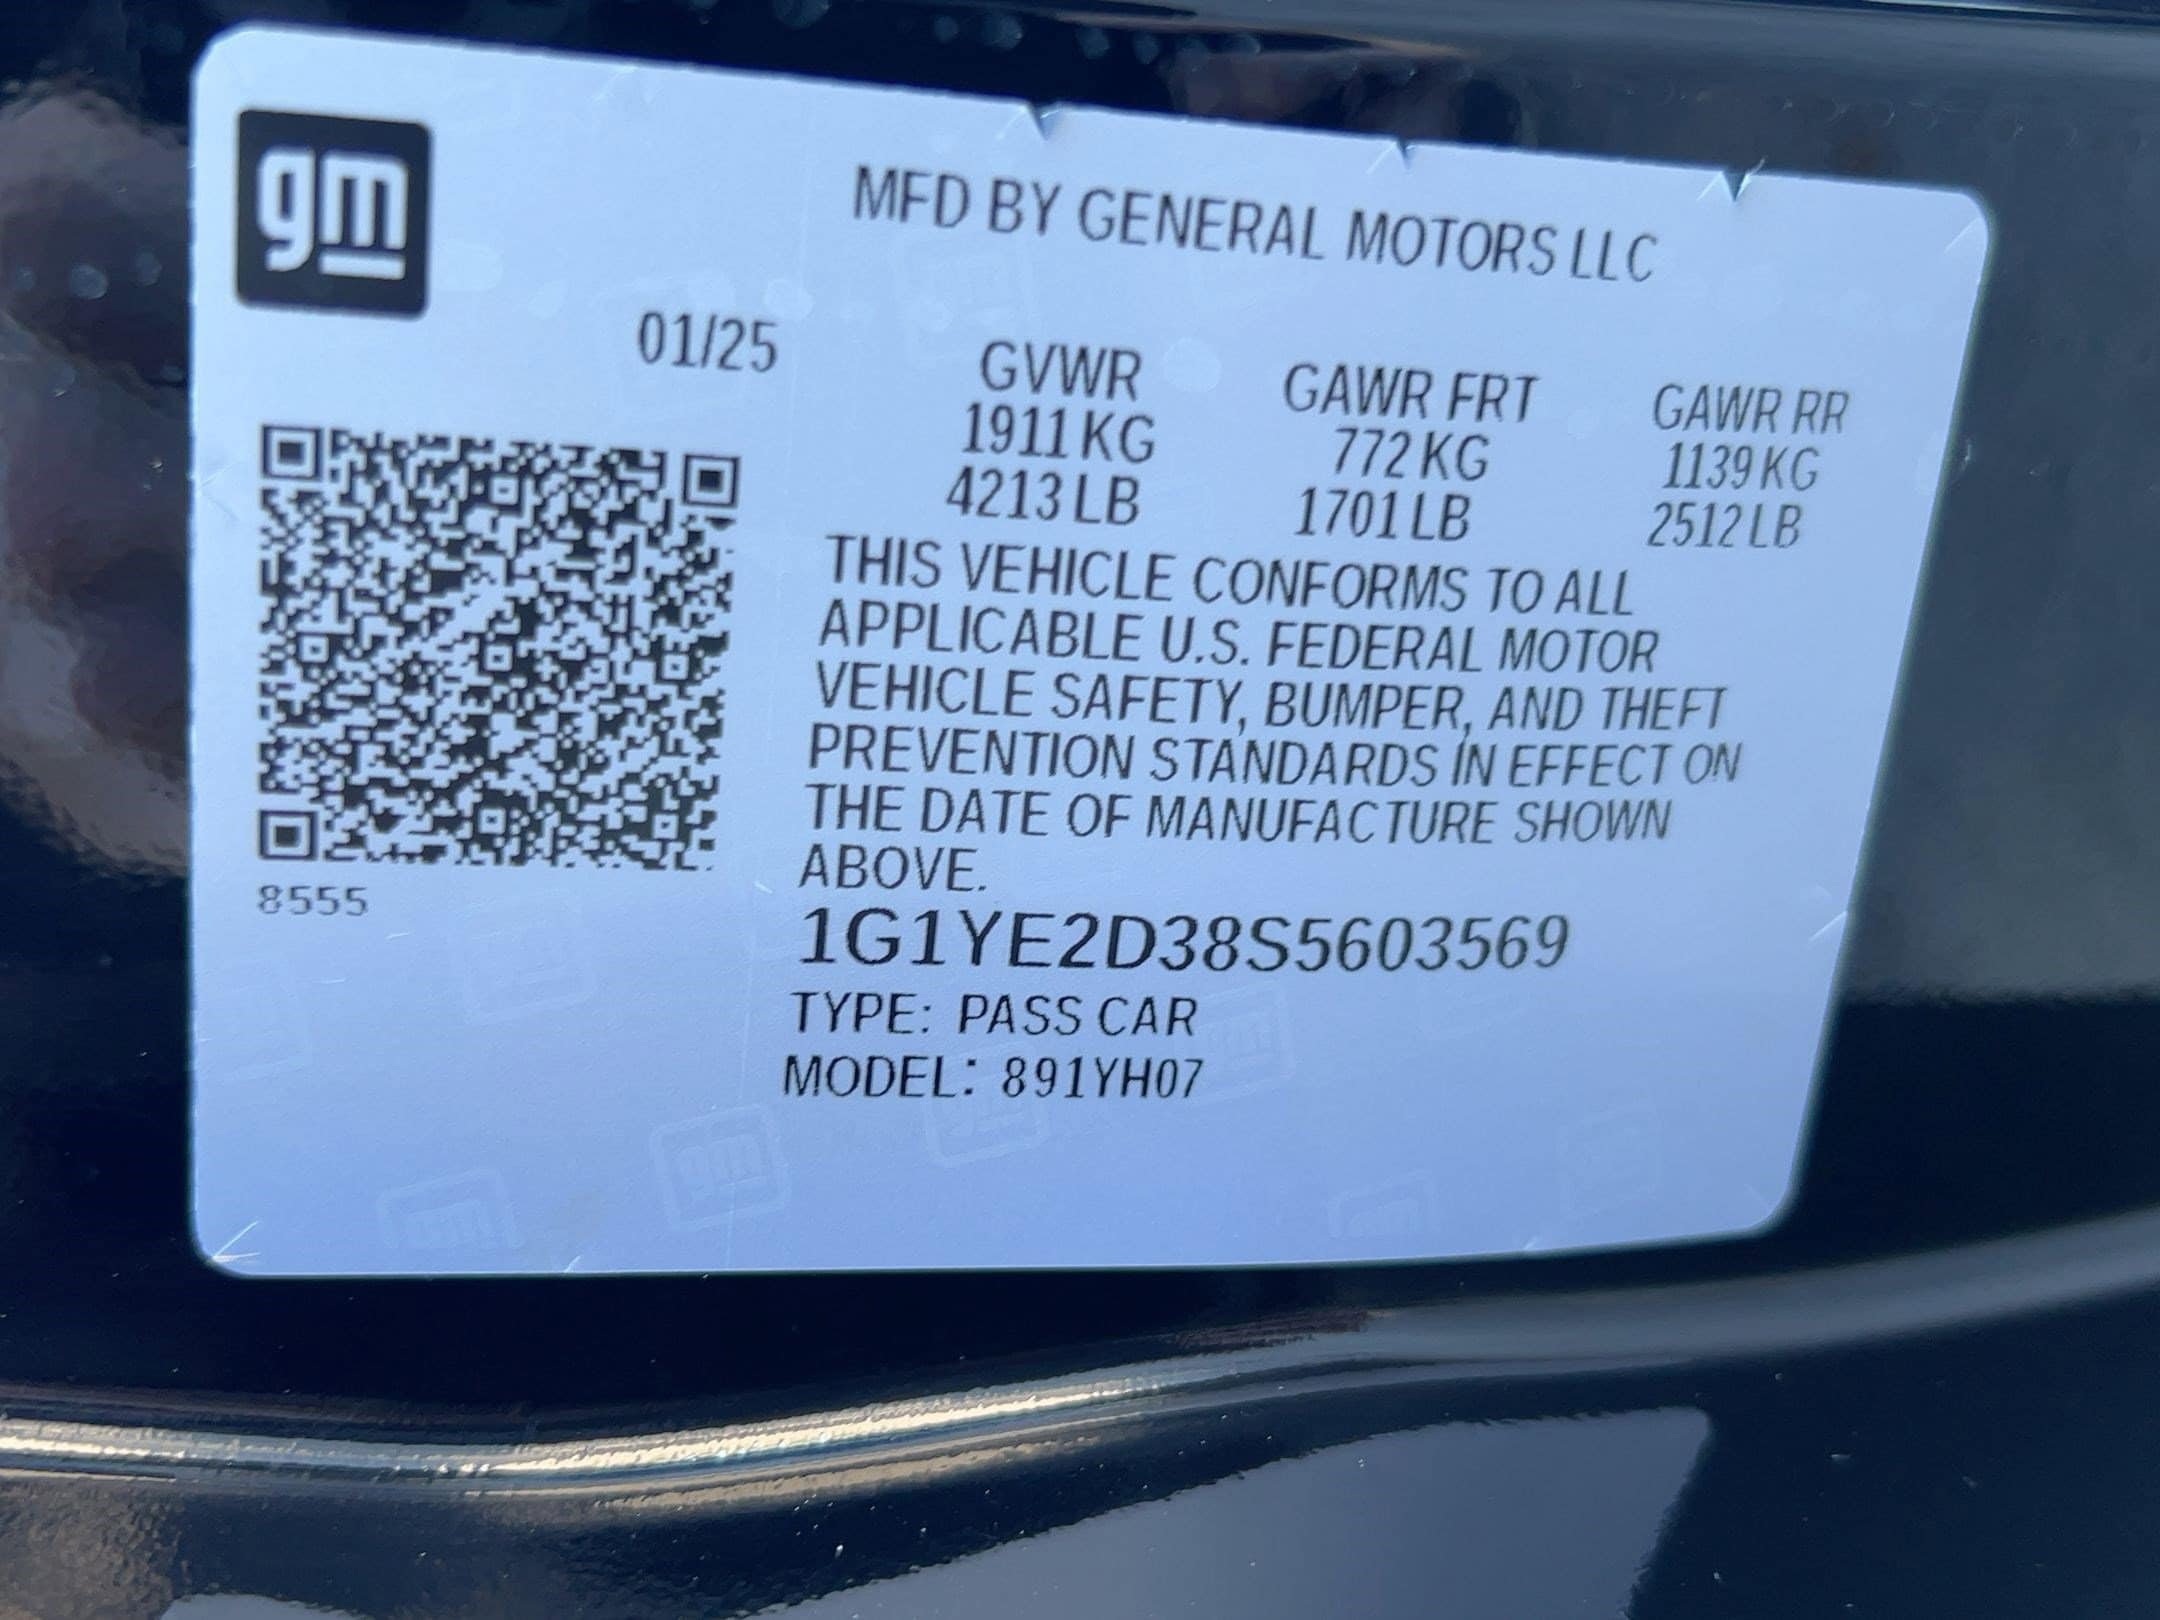 gm
MFD BY GENERAL MOTORS LLC
01/25
GVWR GAWR FRT GAWR RR
1911 KG 772 KG 1139 KG
4213 LB 1701 LB 2512 LB
THIS VEHICLE CONFORMS TO ALL
APPLICABLE U.S. FEDERAL MOTOR
VEHICLE SAFETY, BUMPER, AND THEFT
PREVENTION STANDARDS IN EFFECT ON
THE DATE OF MANUFACTURE SHOWN
ABOVE.
8555
1G1YE2D38S5603569
TYPE: PASS CAR
MODEL: 891YH07